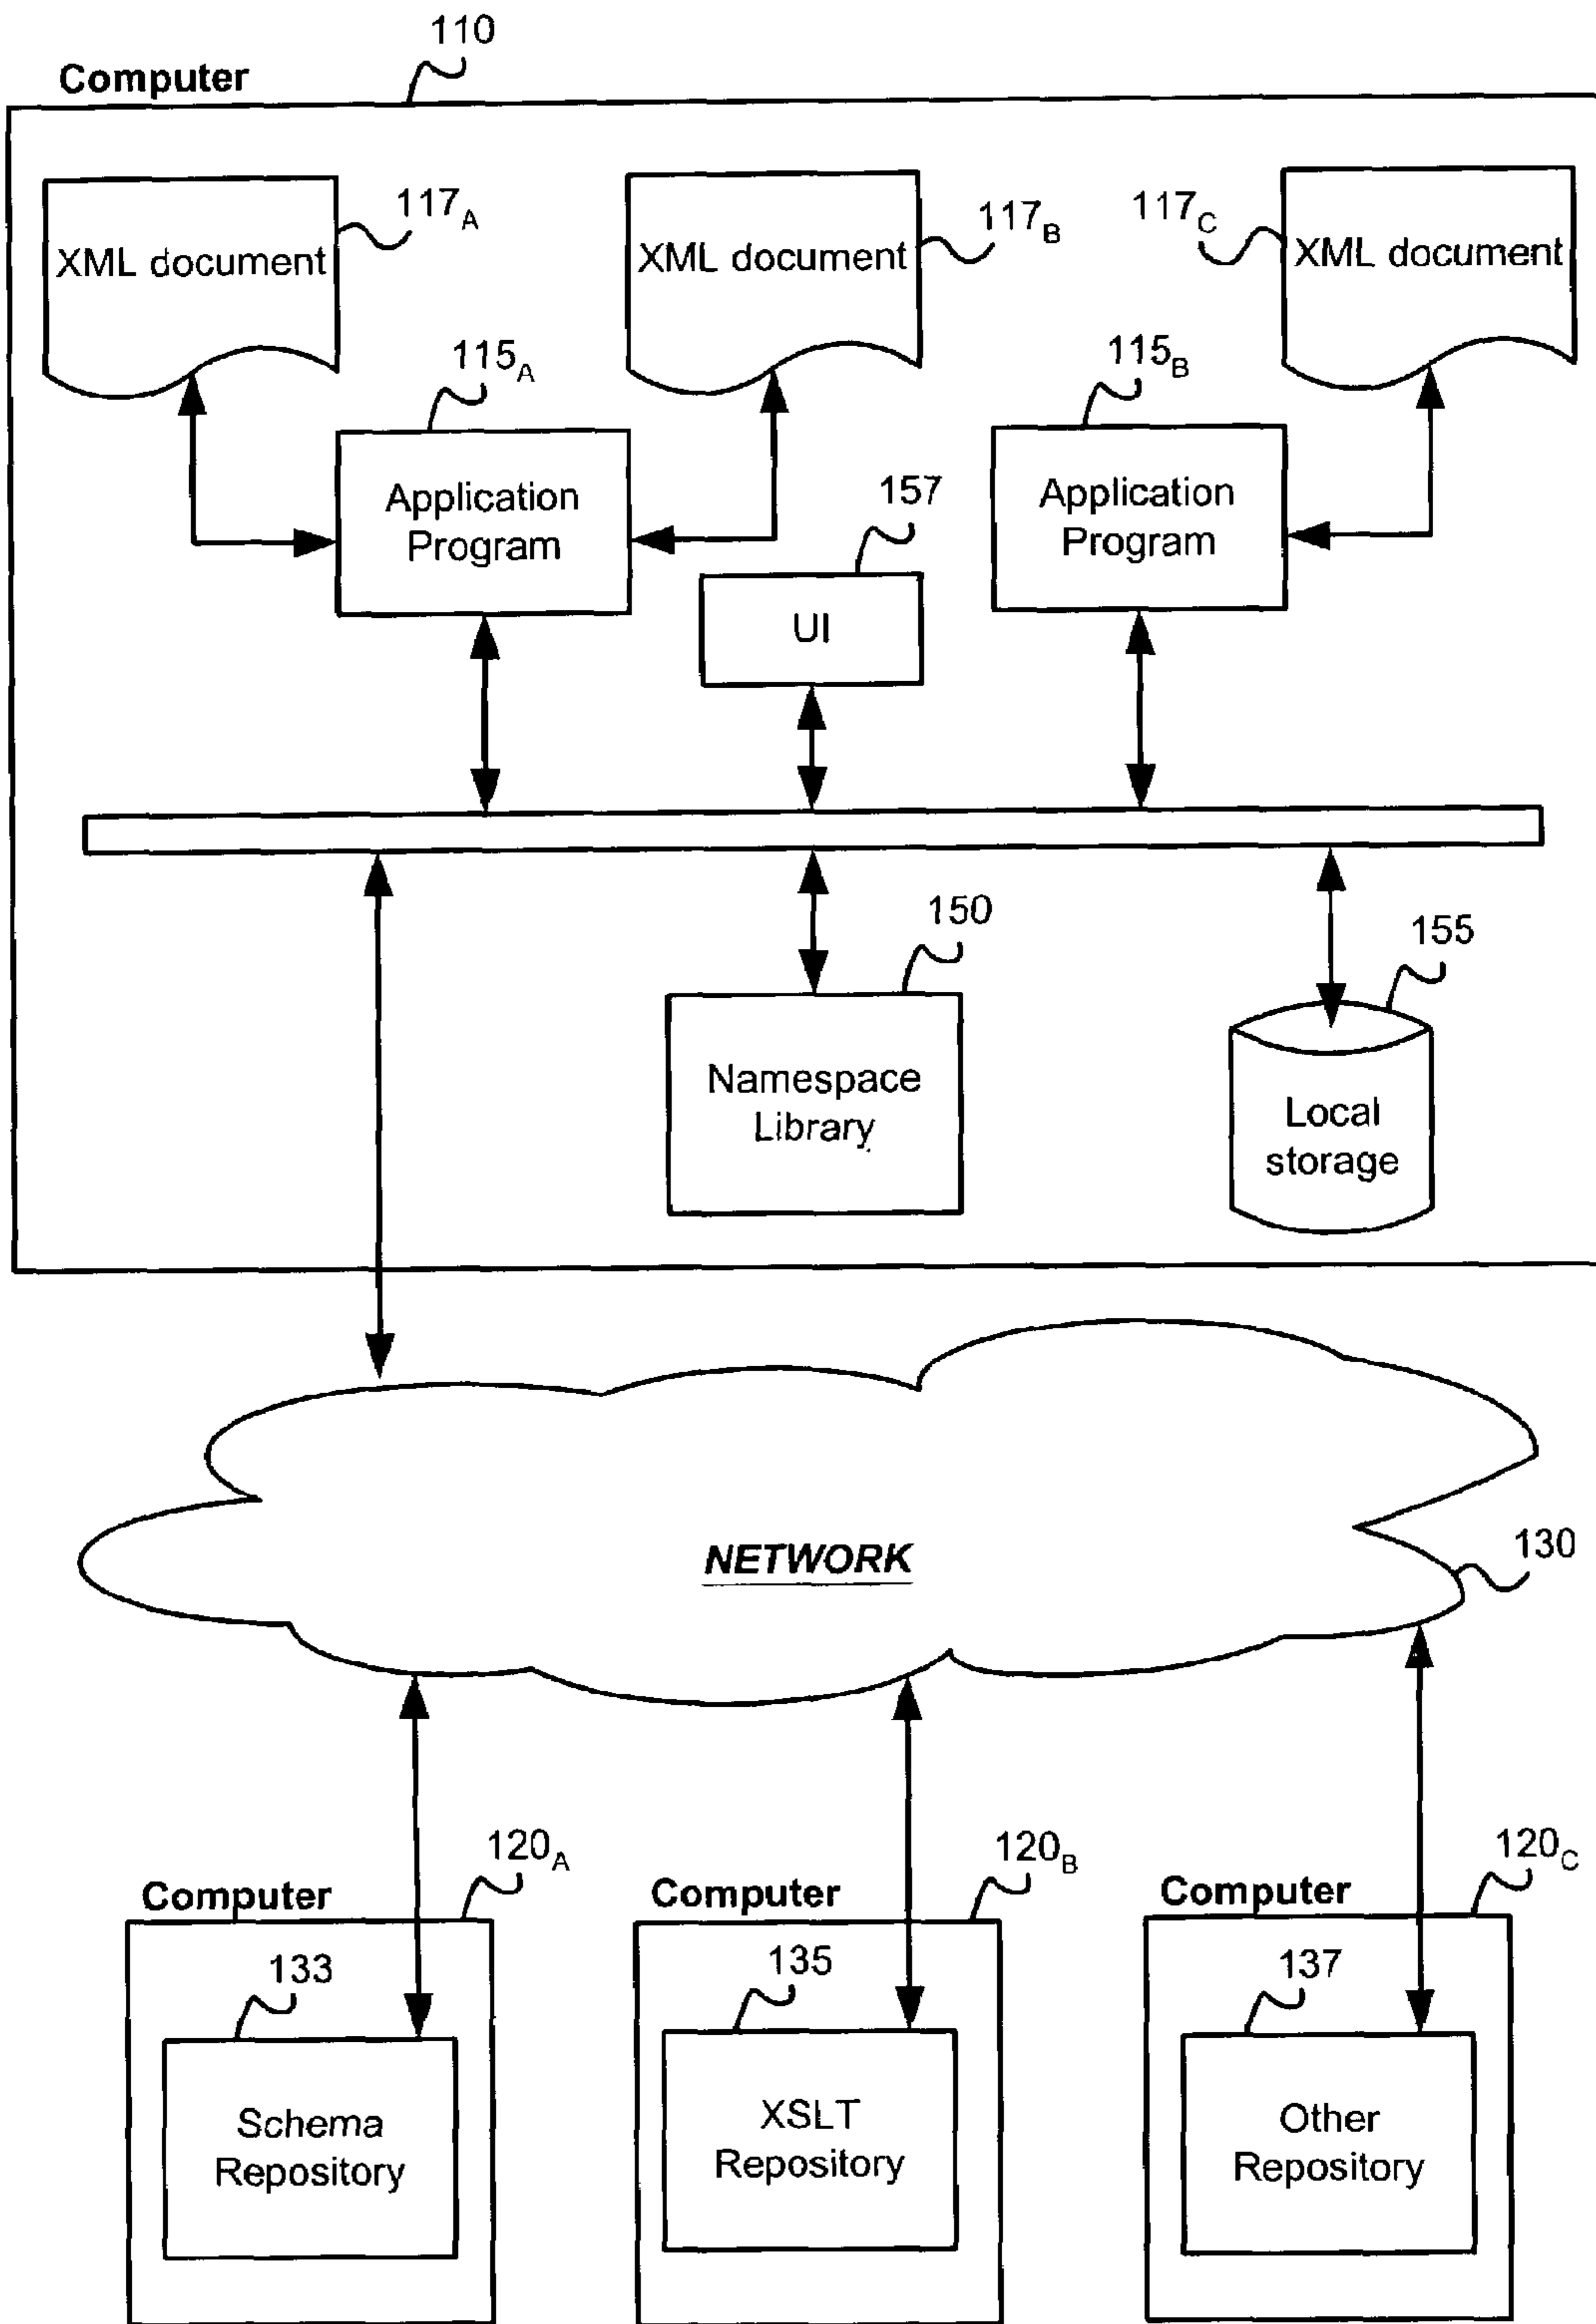 110
Computer
117A
117B
117C
XML document
XML document
XML document
115A
115B
Application
Program
157
Application
Program
UI
150
155
Namespace
Library
Local
storage
NETWORK
130
120A
120B
120C
Computer
Computer
Computer
133
135
137
Schema
Repository
XSLT
Repository
Other
Repository